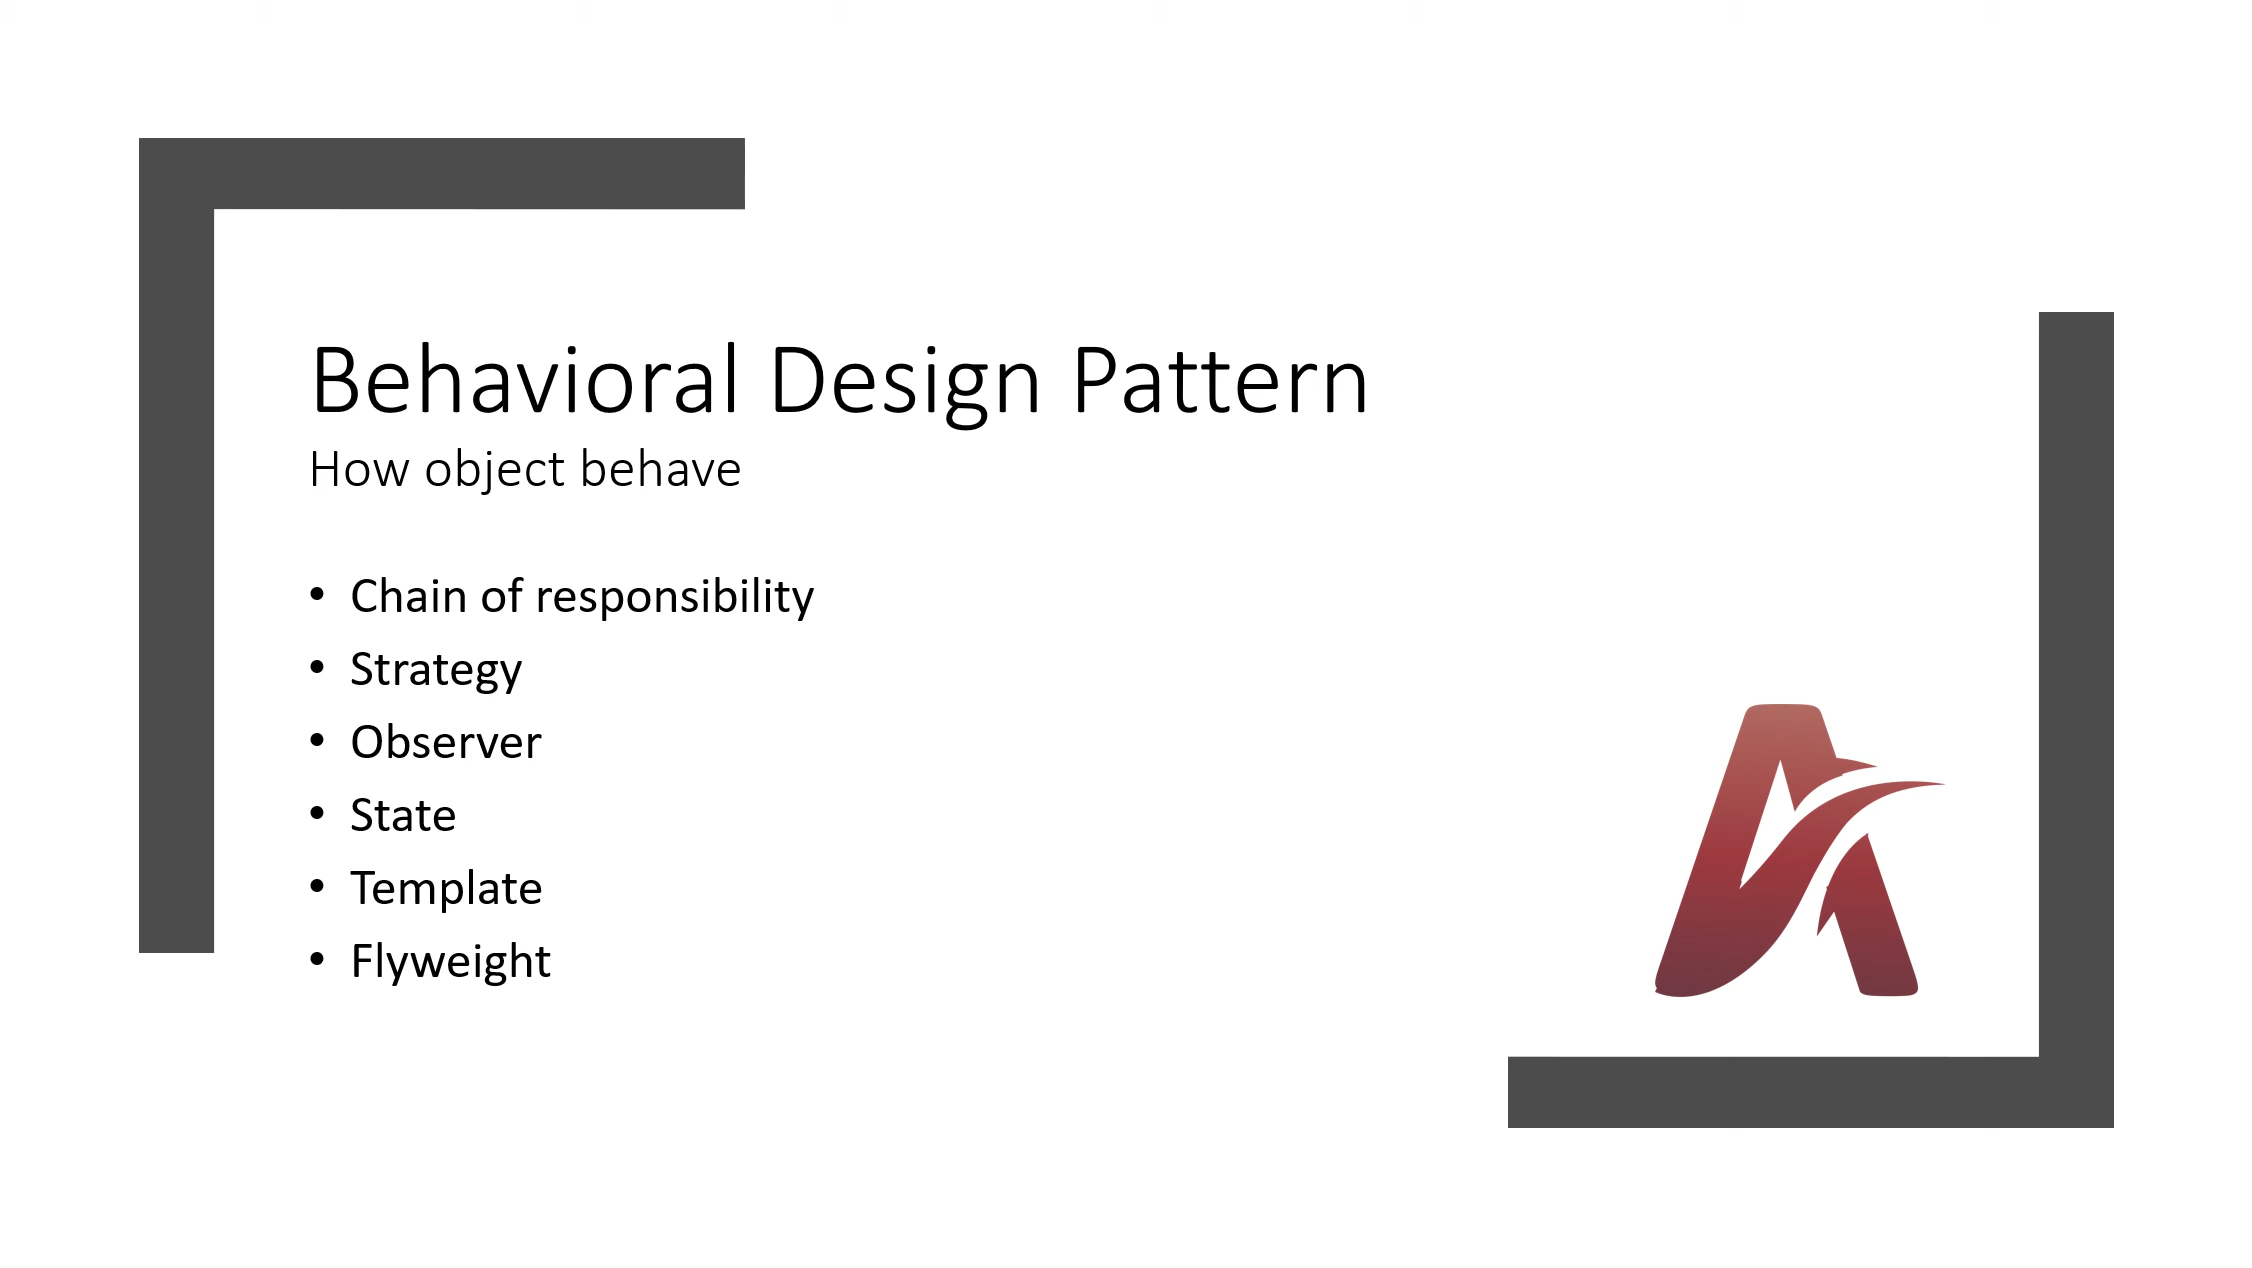 Behavioral Design Pattern
How object behave
• Chain of responsibility
• Strategy
• Observer
• State
• Template
• Flyweight